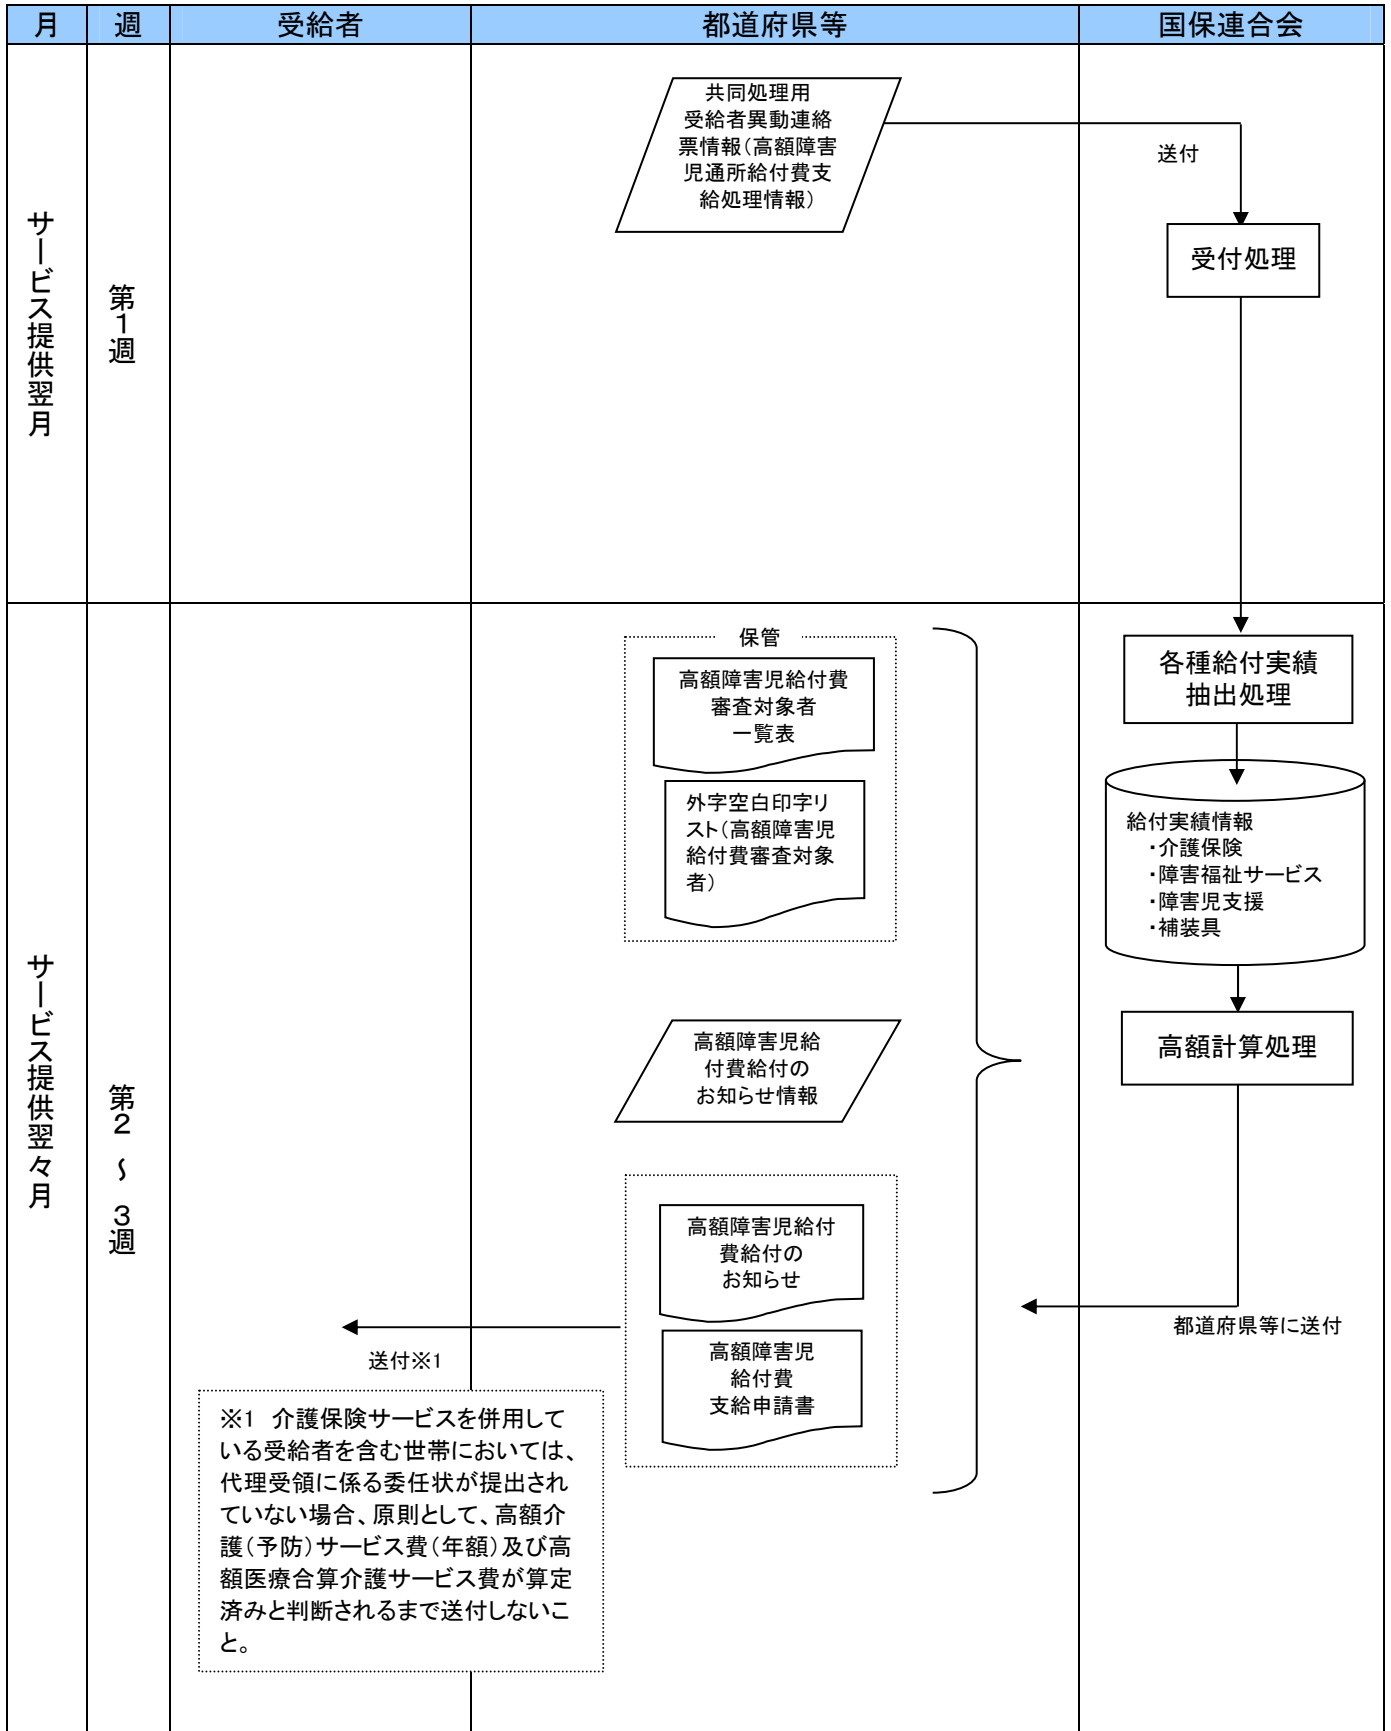 月 週 受給者 都道府県等 国保連合会
サービス提供翌月
第1週
共同処理用
受給者異動連絡
票情報（高額障害
児通所給付費支
給処理情報）
送付
受付処理
サービス提供翌々月
第２～３週
保管
高額障害児給付費
審査対象者
一覧表
外字空白印字リ
スト（高額障害児
給付費審査対象
者）
各種給付実績
抽出処理
給付実績情報
・介護保険
・障害福祉サービス
・障害児支援
・補装具
高額障害児給
付費給付の
お知らせ情報
高額計算処理
高額障害児給付
費給付の
お知らせ
高額障害児
給付費
支給申請書
都道府県等に送付
送付※1
※1　介護保険サービスを併用して
いる受給者を含む世帯においては、
代理受領に係る委任状が提出され
ていない場合、原則として、高額介
護（予防）サービス費（年額）及び高
額医療合算介護サービス費が算定
済みと判断されるまで送付しないこ
と。